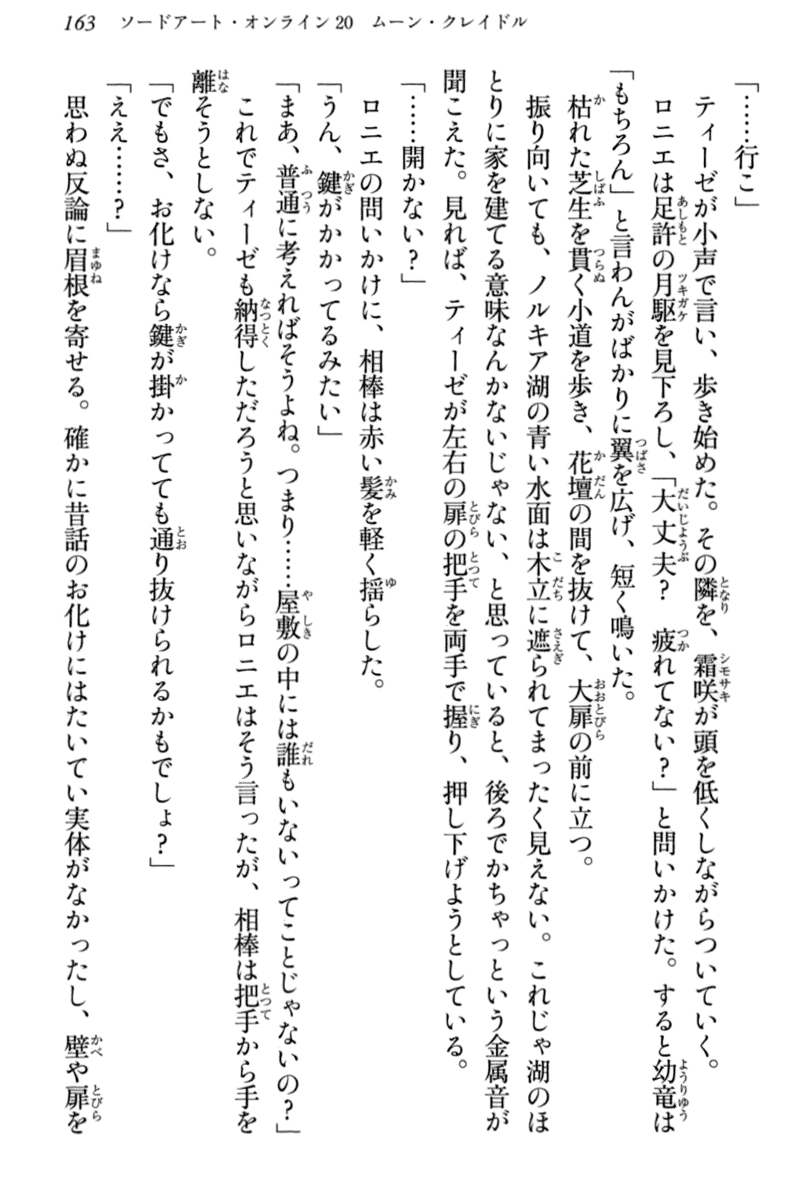 163　ソードアート・オンライン20　ムーン・クレイドル
「……行こ」
　ティーゼが小声で言い、歩き始めた。その隣を、霜咲が頭を低くしながらついていく。
　ロニエは足許の月駆を見下ろし、「大丈夫？　疲れてない？」と問いかけた。すると幼竜は
「もちろん」と言わんがばかりに翼を広げ、短く鳴いた。
　枯れた芝生を貫く小道を歩き、花壇の間を抜けて、大扉の前に立つ。
　振り向いても、ノルキア湖の青い水面は木立に遮られてまったく見えない。これじゃ湖のほ
とりに家を建てる意味なんかないじゃない、と思っていると、後ろでかちゃっという金属音が
聞こえた。見れば、ティーゼが左右の扉の把手を両手で握り、押し下げようとしている。
「……開かない？」
　ロニエの問いかけに、相棒は赤い髪を軽く揺らした。
「うん、鍵がかかってるみたい」
「まあ、普通に考えればそうよね。つまり……屋敷の中には誰もいないってことじゃないの？」
　これでティーゼも納得しただろうと思いながらロニエはそう言ったが、相棒は把手から手を
離そうとしない。
「でもさ、お化けなら鍵が掛かってても通り抜けられるかもでしょ？」
「ええ……？」
　思わぬ反論に眉根を寄せる。確かに昔話のお化けにはたいてい実体がなかったし、壁や扉を